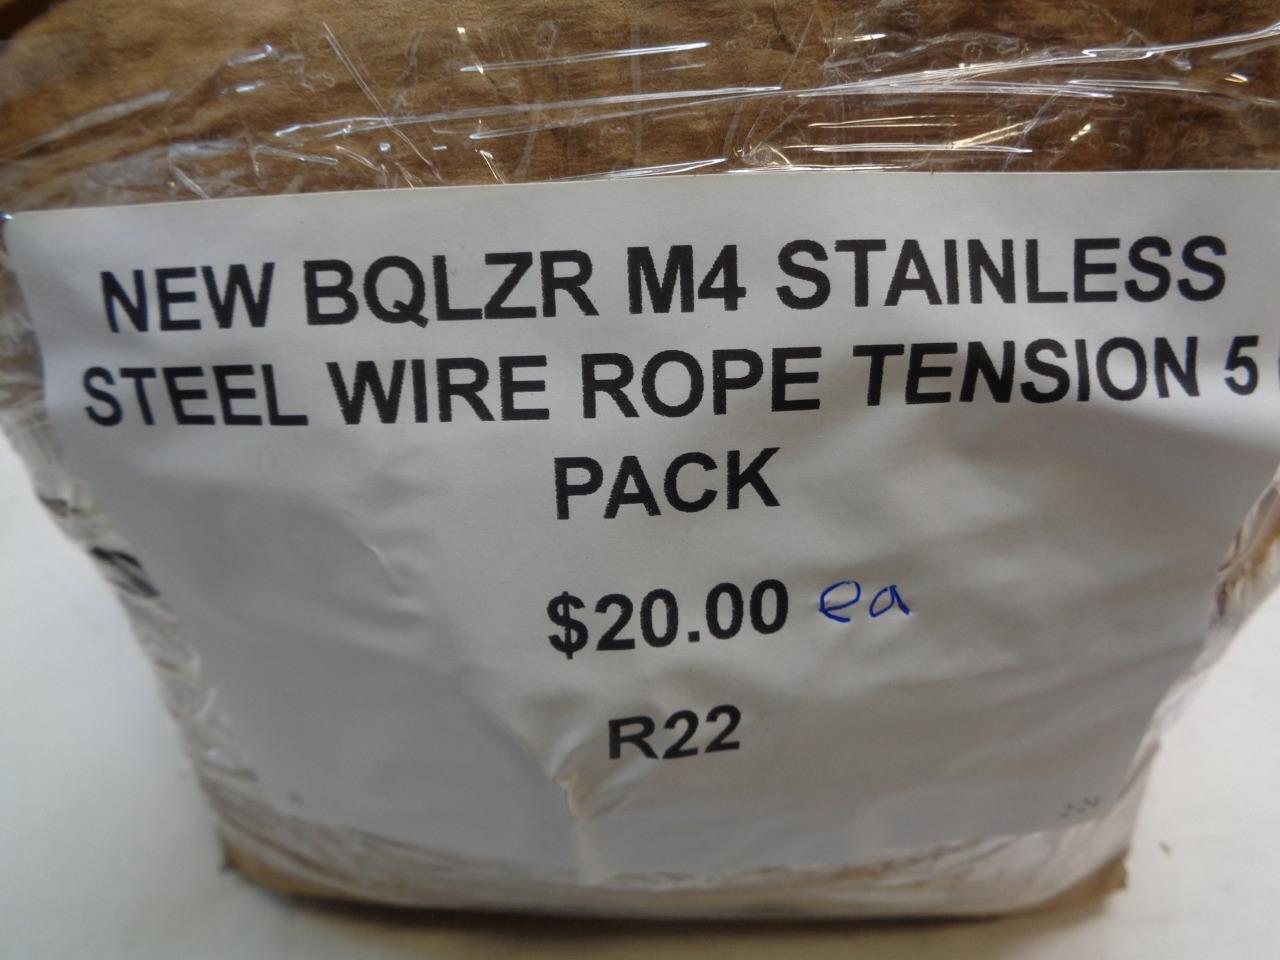 NEW BQLZR M4 STAINLESS
STEEL WIRE ROPE TENSION 5
PACK
$20.00 ea
R22